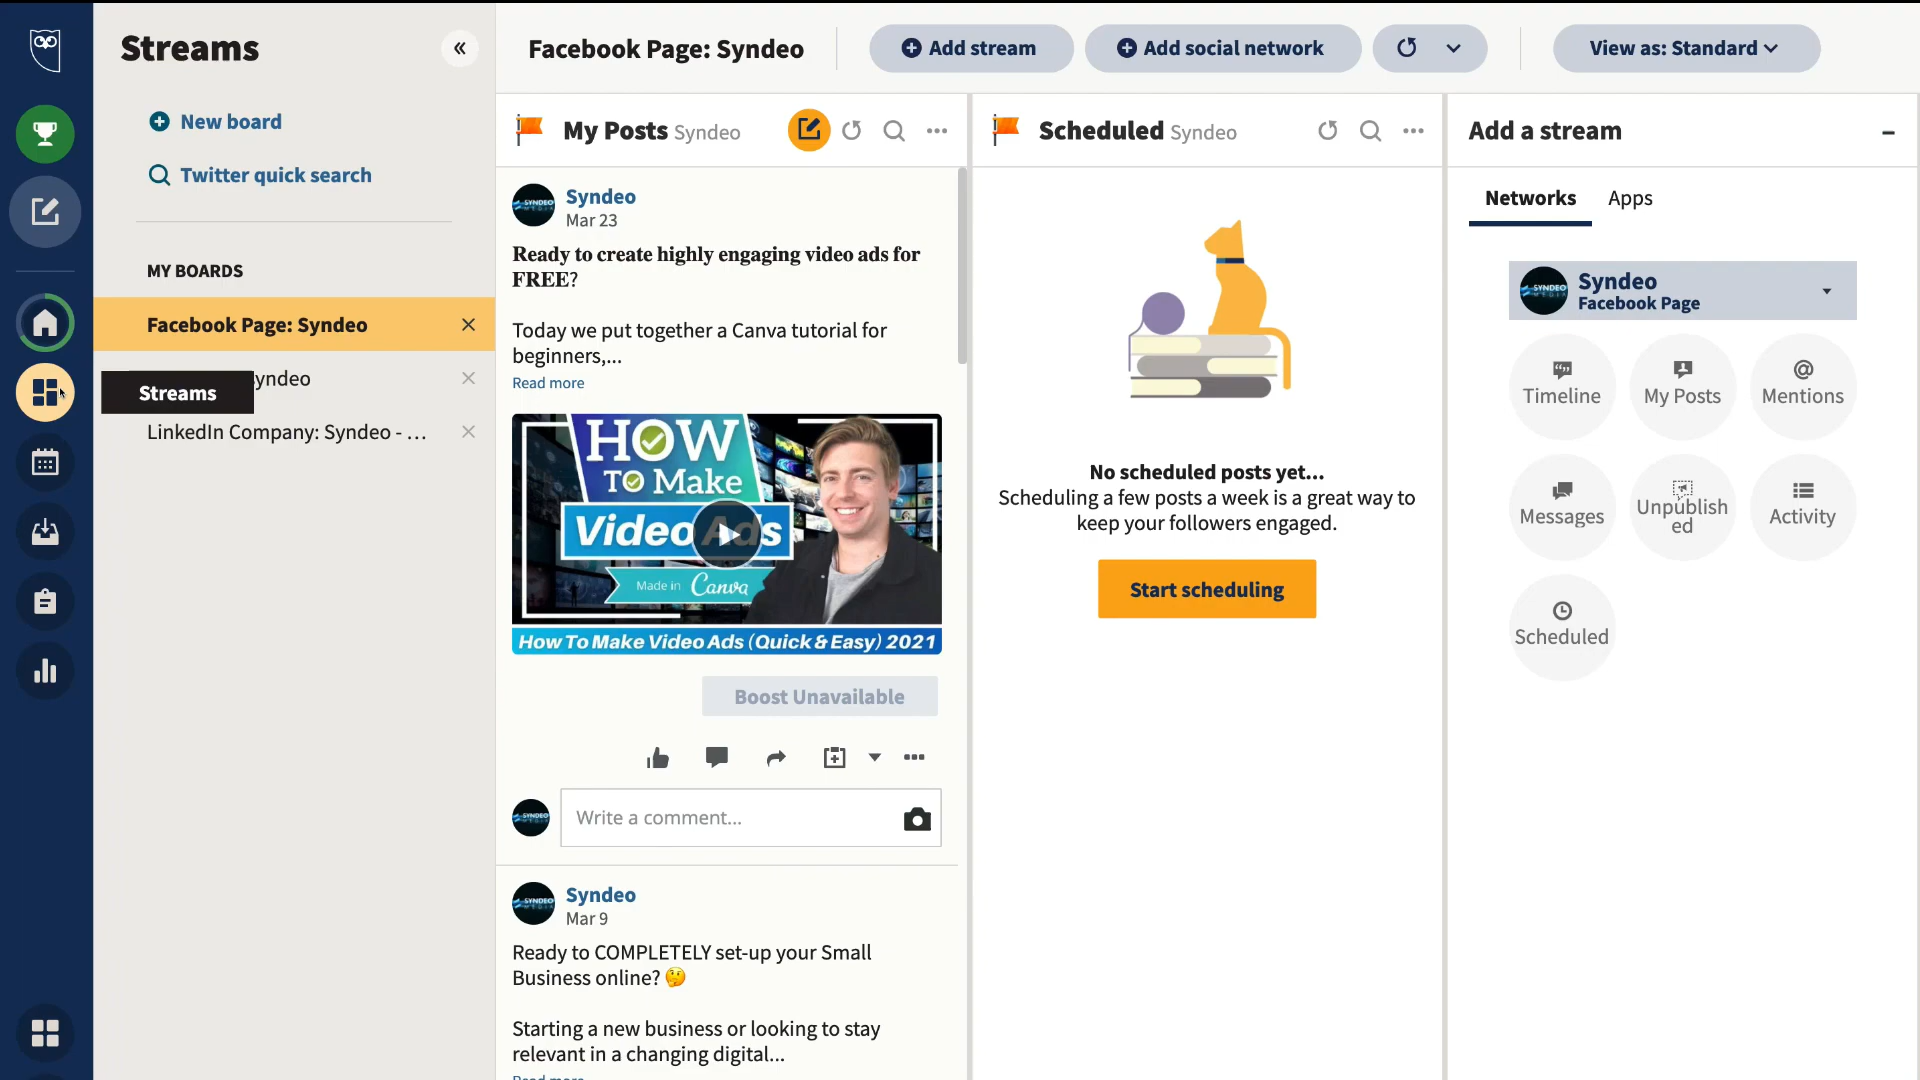 Streams
«
New board
Twitter quick search
MY BOARDS
Facebook Page: Syndeo
yndeo
Streams
LinkedIn Company: Syndeo - ...
Facebook Page: Syndeo
Add stream
Add social network
View as: Standard
My Posts Syndeo
Syndeo
Mar 23
Ready to create highly engaging video ads for
FREE?
Today we put together a Canva tutorial for
beginners,...
Read more
HOW
TO Make
Video Ads
Made in Canva
How To Make Video Ads (Quick & Easy) 2021
Boost Unavailable
Write a comment...
Syndeo
Mar 9
Ready to COMPLETELY set-up your Small
Business online? 🤔
Starting a new business or looking to stay
relevant in a changing digital...
Read more
Scheduled Syndeo
No scheduled posts yet...
Scheduling a few posts a week is a great way to
keep your followers engaged.
Start scheduling
Add a stream
Networks
Apps
SYNDEO
MEDIA
Syndeo
Facebook Page
Timeline
My Posts
Mentions
Messages
Unpublish
ed
Activity
Scheduled